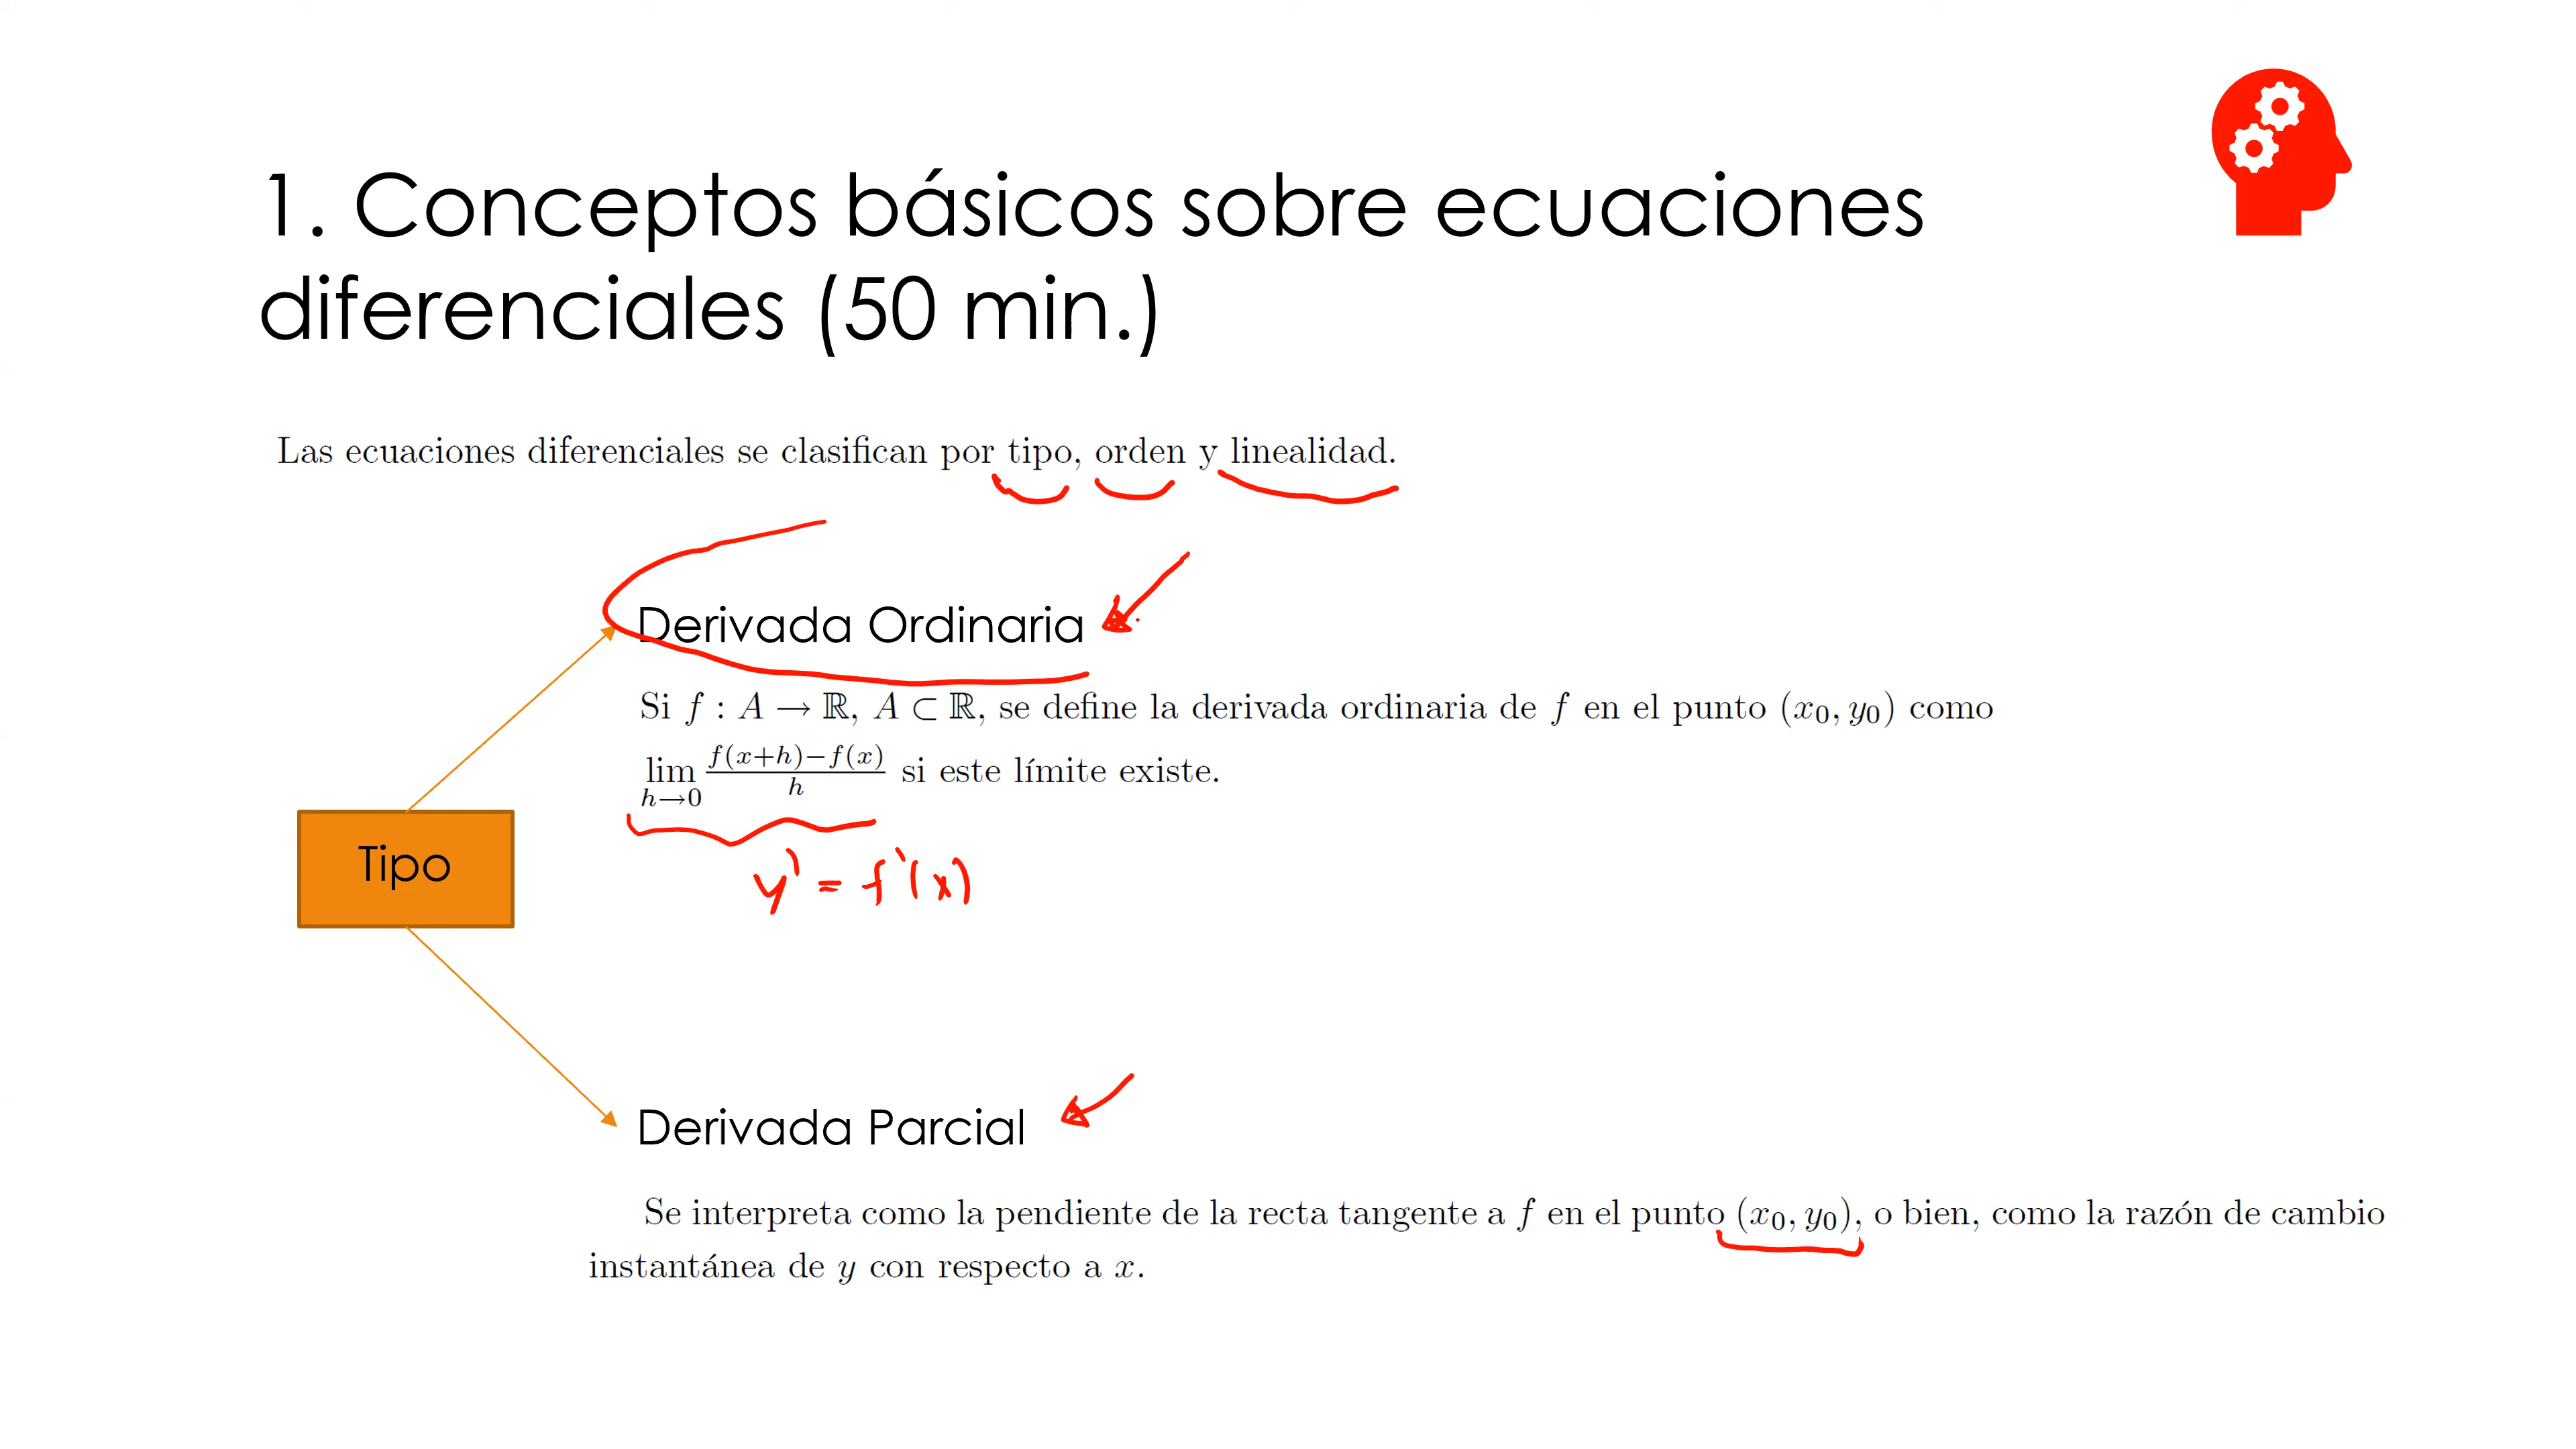 1. Conceptos básicos sobre ecuaciones
diferenciales (50 min.)
Las ecuaciones diferenciales se clasifican por tipo, orden y linealidad.
Derivada Ordinaria
Si f : A → ℝ, A ⊂ ℝ, se define la derivada ordinaria de f en el punto (x₀, y₀) como
lim h→0 f(x+h)−f(x) / h si este límite existe.
y' = f'(x)
Tipo
Derivada Parcial
Se interpreta como la pendiente de la recta tangente a f en el punto (x₀, y₀), o bien, como la razón de cambio
instantánea de y con respecto a x.